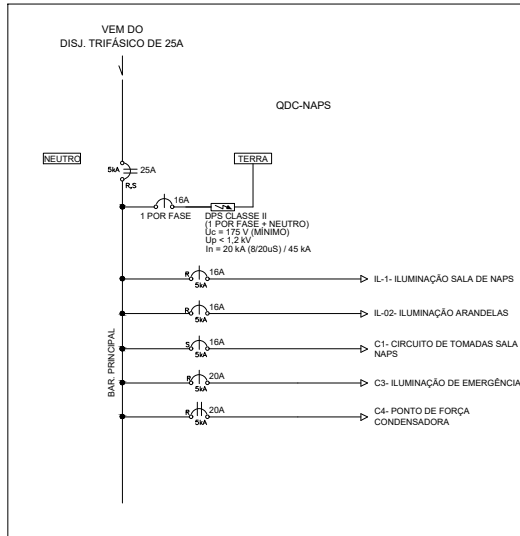 VEM DO
DISJ. TRIFÁSICO DE 25A
QDC-NAPS
NEUTRO
TERRA
5kA
25A
R,S
16A
1 POR FASE
DPS CLASSE II
(1 POR FASE + NEUTRO)
Uc = 175 V (MÍNIMO)
Up < 1,2 kV
In = 20 kA (8/20uS) / 45 kA
R 16A
5kA
IL-1- ILUMINAÇÃO SALA DE NAPS
R 16A
5kA
IL-02- ILUMINAÇÃO ARANDELAS
S 16A
5kA
C1- CIRCUITO DE TOMADAS SALA
NAPS
R 20A
5kA
C3- ILUMINAÇÃO DE EMERGÊNCIA
R 20A
5kA
C4- PONTO DE FORÇA
CONDENSADORA
BAR. PRINCIPAL